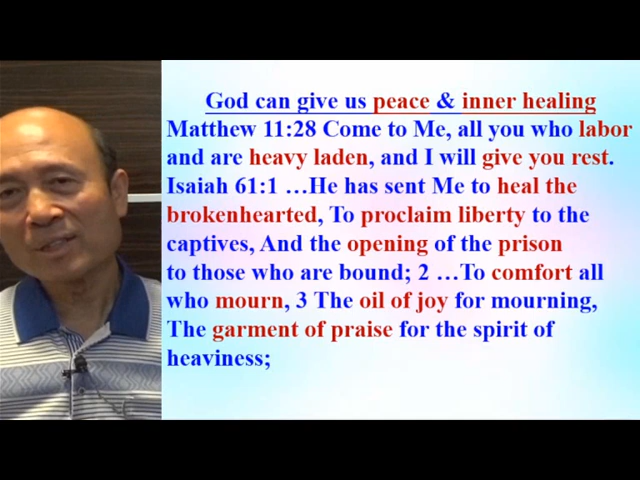 God can give us peace & inner healing
Matthew 11:28 Come to Me, all you who labor
and are heavy laden, and I will give you rest.
Isaiah 61:1 …He has sent Me to heal the
brokenhearted, To proclaim liberty to the
captives, And the opening of the prison
to those who are bound; 2 …To comfort all
who mourn, 3 The oil of joy for mourning,
The garment of praise for the spirit of
heaviness;